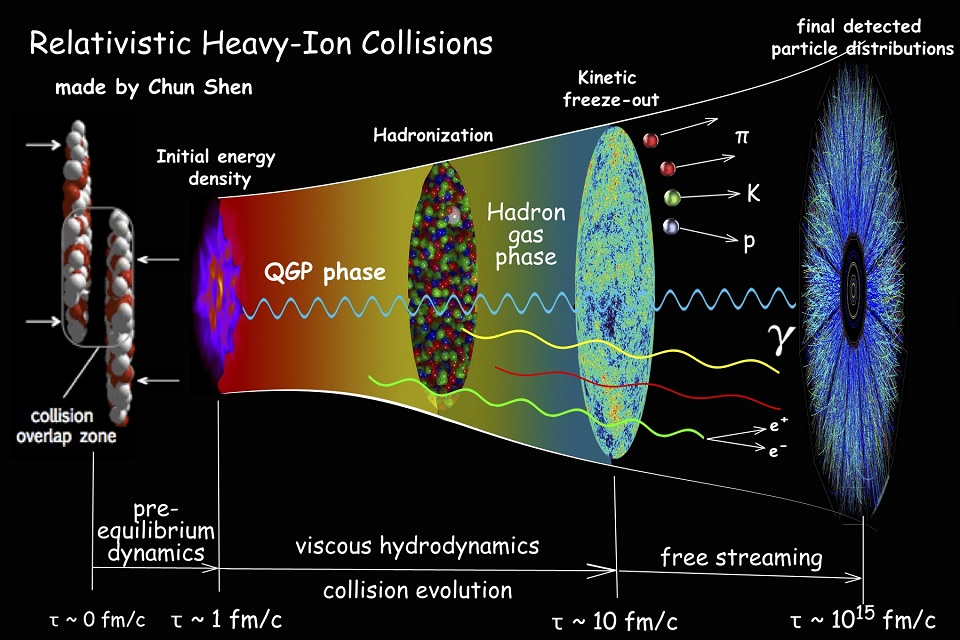 Relativistic Heavy-Ion Collisions
made by Chun Shen
final detected
particle distributions
Kinetic
freeze-out
Hadronization
Initial energy
density
π
K
p
Hadron
gas
phase
QGP phase
γ
e⁺
e⁻
collision
overlap zone
pre-
equilibrium
dynamics
viscous hydrodynamics
collision evolution
free streaming
τ ~ 0 fm/c
τ ~ 1 fm/c
τ ~ 10 fm/c
τ ~ 10¹⁵ fm/c